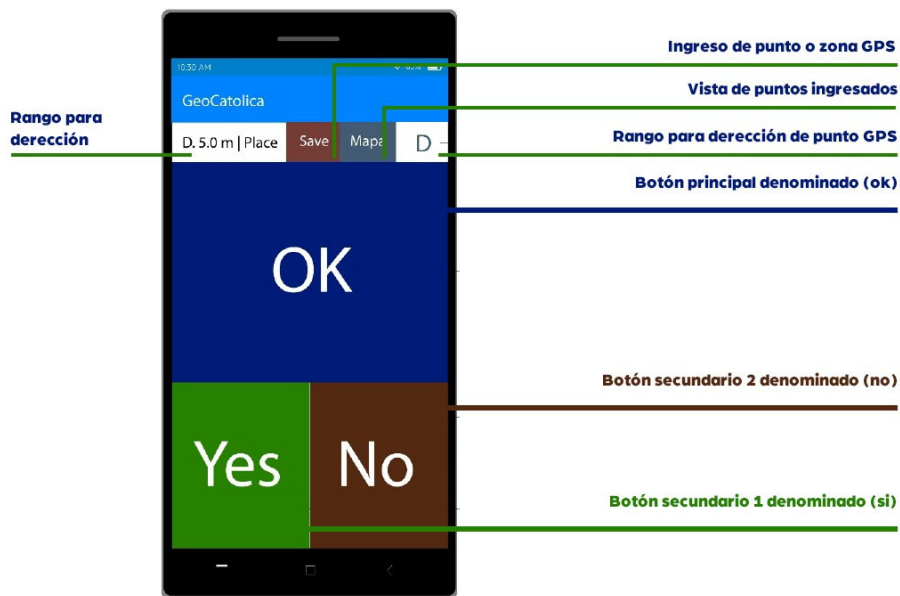 Ingreso de punto o zona GPS
10:30 AM
Vista de puntos ingresados
GeoCatolica
Rango para
derección
D. 5.0 m | Place
Save
Mapa
D
Rango para derección de punto GPS
Botón principal denominado (ok)
OK
Botón secundario 2 denominado (no)
Yes
No
Botón secundario 1 denominado (si)